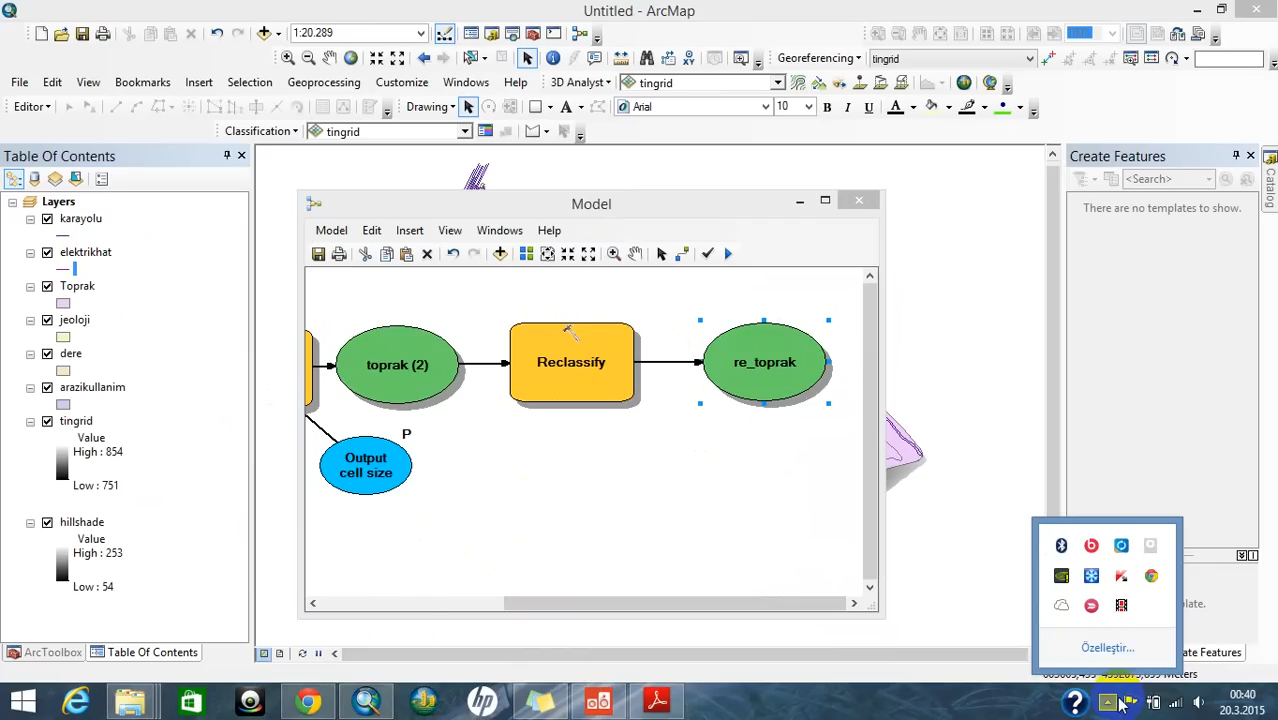 Untitled - ArcMap
1:20.289
Georeferencing
tingrid
File Edit View Bookmarks Insert Selection Geoprocessing Customize Windows Help
3D Analyst
tingrid
Editor
Drawing
Arial
10
B I U A
Classification
tingrid
Table Of Contents
Layers
karayolu
elektrikhat
Toprak
jeoloji
dere
arazikullanim
tingrid
Value
High : 854
Low : 751
hillshade
Value
High : 253
Low : 54
ArcToolbox
Table Of Contents
Model
Model Edit Insert View Windows Help
toprak (2)
Reclassify
re_toprak
P
Output
cell size
Create Features
<Search>
There are no templates to show.
Catalog
Özelleştir...
Meters
00:40
20.3.2015